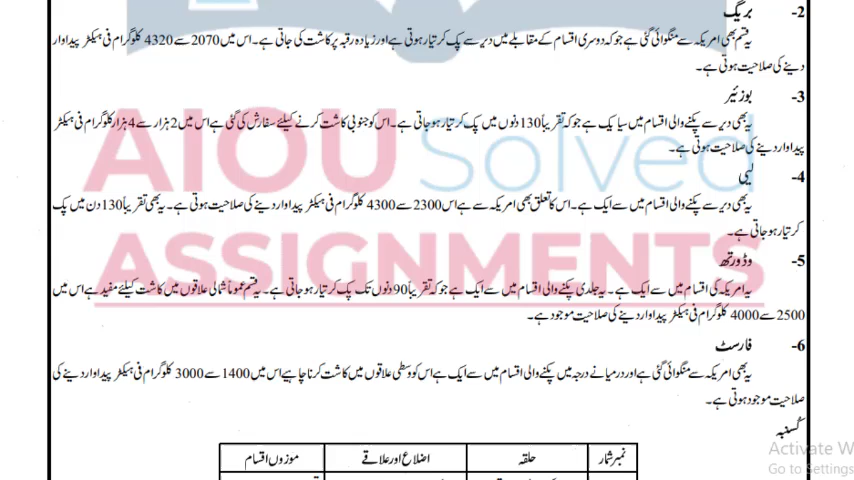 2- بریگ
یہ قسم بھی امریکہ سے منگوائی گئی ہے جو کہ دوسری اقسام کے مقابلے میں دیر سے پک کر تیار ہوتی ہے اور زیادہ رقبہ پر کاشت کی جاتی ہے۔ اس میں 2070 سے 4320 کلوگرام فی ہیکٹر پیداوار
دینے کی صلاحیت ہوتی ہے۔
3- بوزئیر
یہ بھی دیر سے پکنے والی اقسام میں سے ایک ہے جو کہ تقریباً 130 دنوں میں پک کر تیار ہو جاتی ہے۔ اس کو جنوبی کاشت کرنے کیلئے سفارش کی گئی ہے اس میں 2 ہزار سے 4 ہزار کلوگرام فی ہیکٹر
پیداوار دینے کی صلاحیت ہوتی ہے۔
4- لیبی
یہ بھی دیر سے پکنے والی اقسام میں سے ایک ہے۔ اس کا تعلق بھی امریکہ سے ہے اس 2300 سے 4300 کلوگرام فی ہیکٹر پیداوار دینے کی صلاحیت ہوتی ہے۔ یہ بھی تقریباً 130 دن میں پک
کر تیار ہو جاتی ہے۔
5- وڈورتھ
یہ امریکہ کی اقسام میں سے ایک ہے۔ یہ جلدی پکنے والی اقسام میں سے ایک ہے جو کہ تقریباً 90 دنوں تک پک کر تیار ہو جاتی ہے۔ یہ قسم عموماً شمالی علاقوں میں کاشت کیلئے مفید ہے اس میں
2500 سے 4000 کلوگرام فی ہیکٹر پیداوار دینے کی صلاحیت موجود ہے۔
6- فارسٹ
یہ بھی امریکہ سے منگوائی گئی ہے اور درمیانے درجہ میں پکنے والی اقسام میں سے ایک ہے اس کو وسطی علاقوں میں کاشت کرنا چاہیے اس میں 1400 سے 3000 کلوگرام فی ہیکٹر پیداوار دینے کی
صلاحیت موجود ہوتی ہے۔
کسنبہ
نمبر شمار حلقہ اضلاع اور علاقے موزوں اقسام
AIOU Solved
ASSIGNMENTS
Activate W
Go to Settings